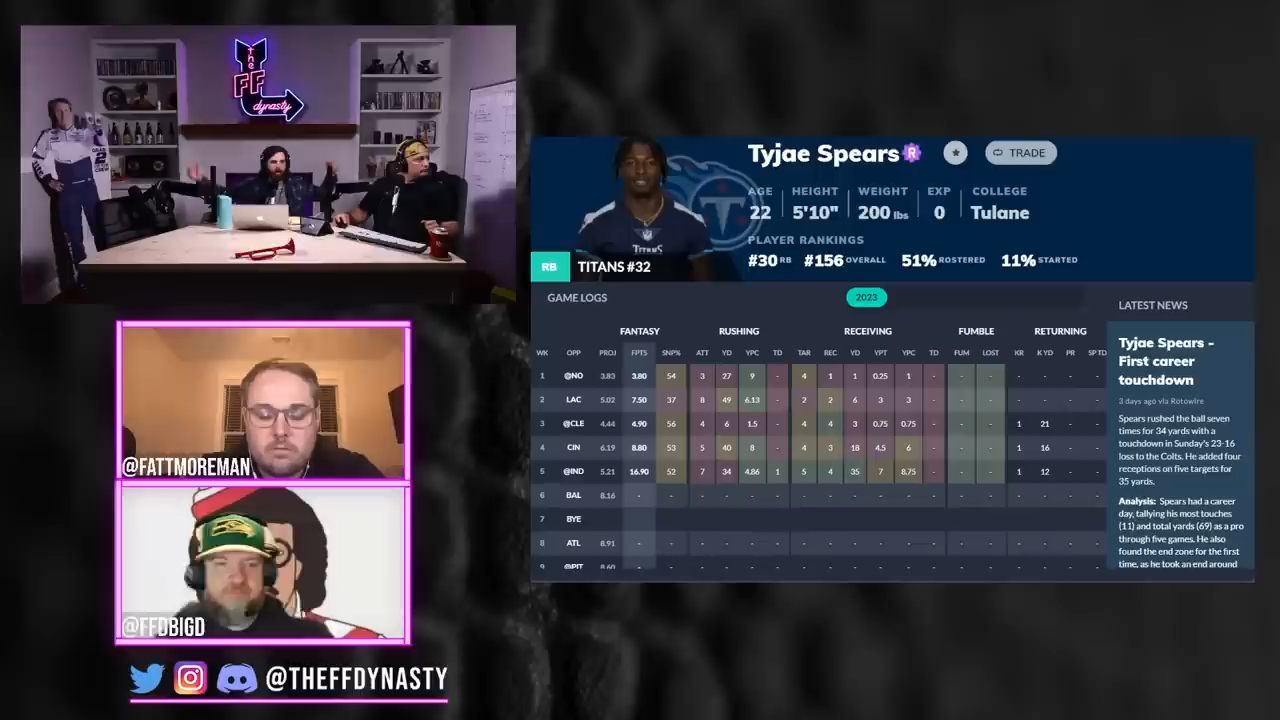 The
FF
dynasty
Tyjae Spears R
TRADE
AGE HEIGHT WEIGHT EXP COLLEGE
22 5'10" 200 lbs 0 Tulane
PLAYER RANKINGS
#30 RB #156 OVERALL 51% ROSTERED 11% STARTED
TITANS
RB TITANS #32
GAME LOGS
2023
FANTASY RUSHING RECEIVING FUMBLE RETURNING
WK OPP PROJ FPTS SNP% ATT YD YPC TD TAR REC YD YPT YPC TD FUM LOST KR KYD PR SPTD
1 @NO 3.83 3.80 54 3 27 9 - 4 1 1 0.25 1 - - - - - - -
2 LAC 5.02 7.50 37 8 49 6.13 - 2 2 6 3 3 - - - - - - -
3 @CLE 4.44 4.90 56 4 6 1.5 - 4 4 3 0.75 0.75 - - - 1 21 - -
4 CIN 6.19 8.80 53 5 40 8 - 4 3 18 4.5 6 - - - 1 16 - -
5 @IND 5.21 16.90 52 7 34 4.86 1 5 4 35 7 8.75 - - - 1 12 - -
6 BAL 8.16 - - - - - - - - - - - - - - - - - -
7 BYE
8 ATL 8.91 - - - - - - - - - - - - - - - - - -
9 @PIT 8.60 - - - - - - - - - - - - - - - - - -
LATEST NEWS
Tyjae Spears -
First career
touchdown
3 days ago via Rotowire
Spears rushed the ball seven
times for 34 yards with a
touchdown in Sunday's 23-16
loss to the Colts. He added four
receptions on five targets for
35 yards.
Analysis: Spears had a career
day, tallying his most touches
(11) and total yards (69) as a pro
through five games. He also
found the end zone for the first
time, as he took an end around
@FATTMOREMAN
@FFDBIGD
@THEFFDYNASTY